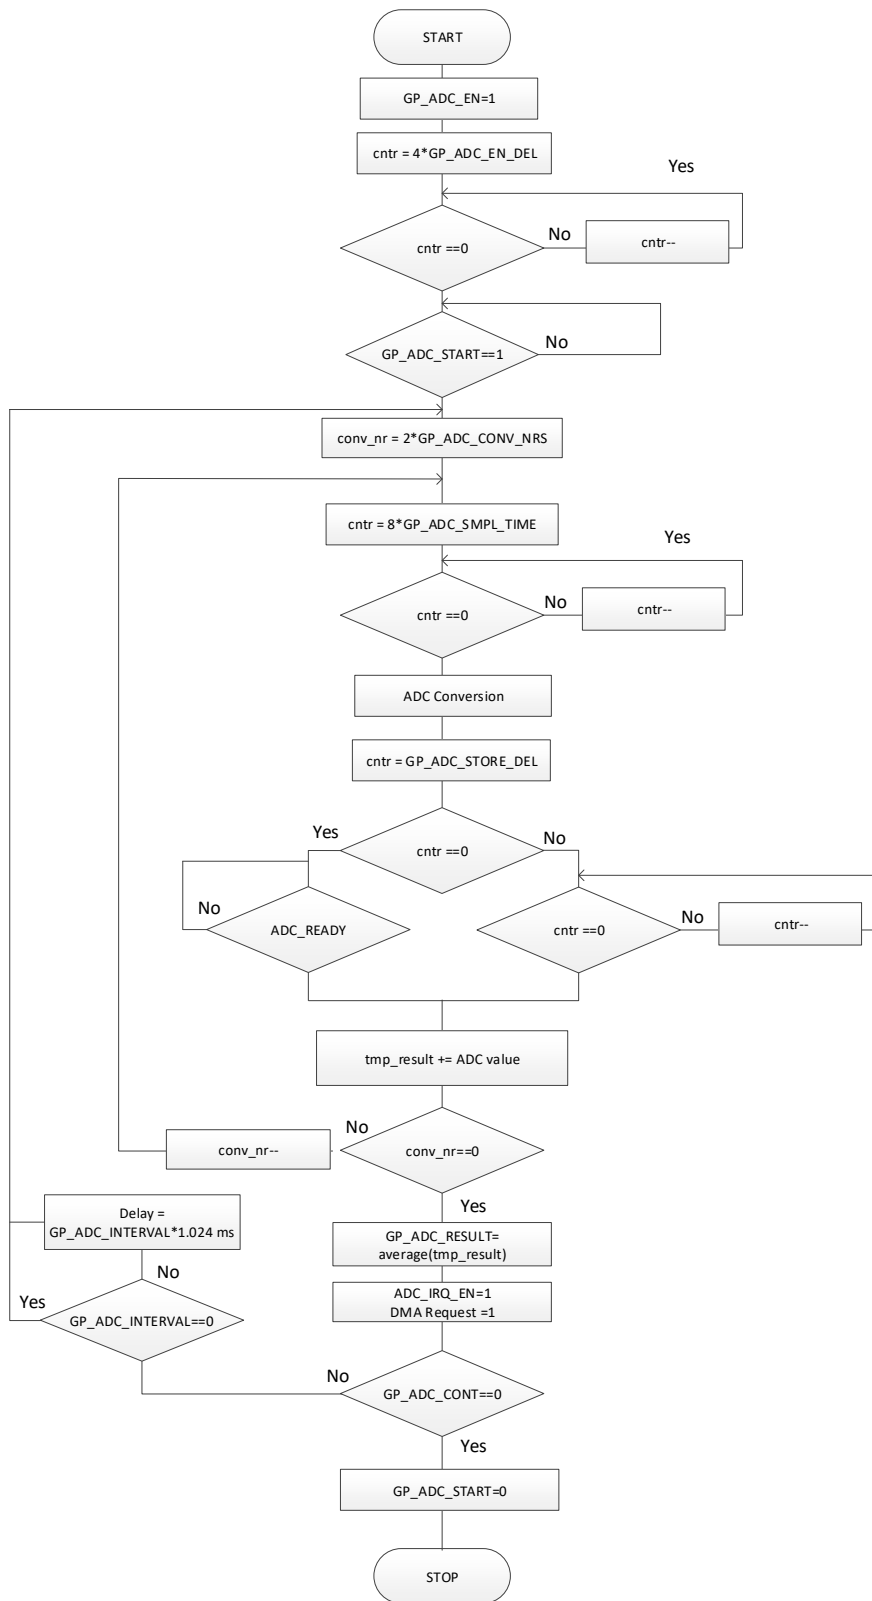 START
GP_ADC_EN=1
cntr = 4*GP_ADC_EN_DEL
Yes
cntr ==0
No
cntr--
GP_ADC_START==1
No
conv_nr = 2*GP_ADC_CONV_NRS
cntr = 8*GP_ADC_SMPL_TIME
Yes
cntr ==0
No
cntr--
ADC Conversion
cntr = GP_ADC_STORE_DEL
Yes
cntr ==0
No
No
ADC_READY
cntr ==0
No
cntr--
tmp_result += ADC value
conv_nr--
No
conv_nr==0
Yes
Delay =
GP_ADC_INTERVAL*1.024 ms
GP_ADC_RESULT=
average(tmp_result)
No
Yes
GP_ADC_INTERVAL==0
ADC_IRQ_EN=1
DMA Request =1
No
GP_ADC_CONT==0
Yes
GP_ADC_START=0
STOP